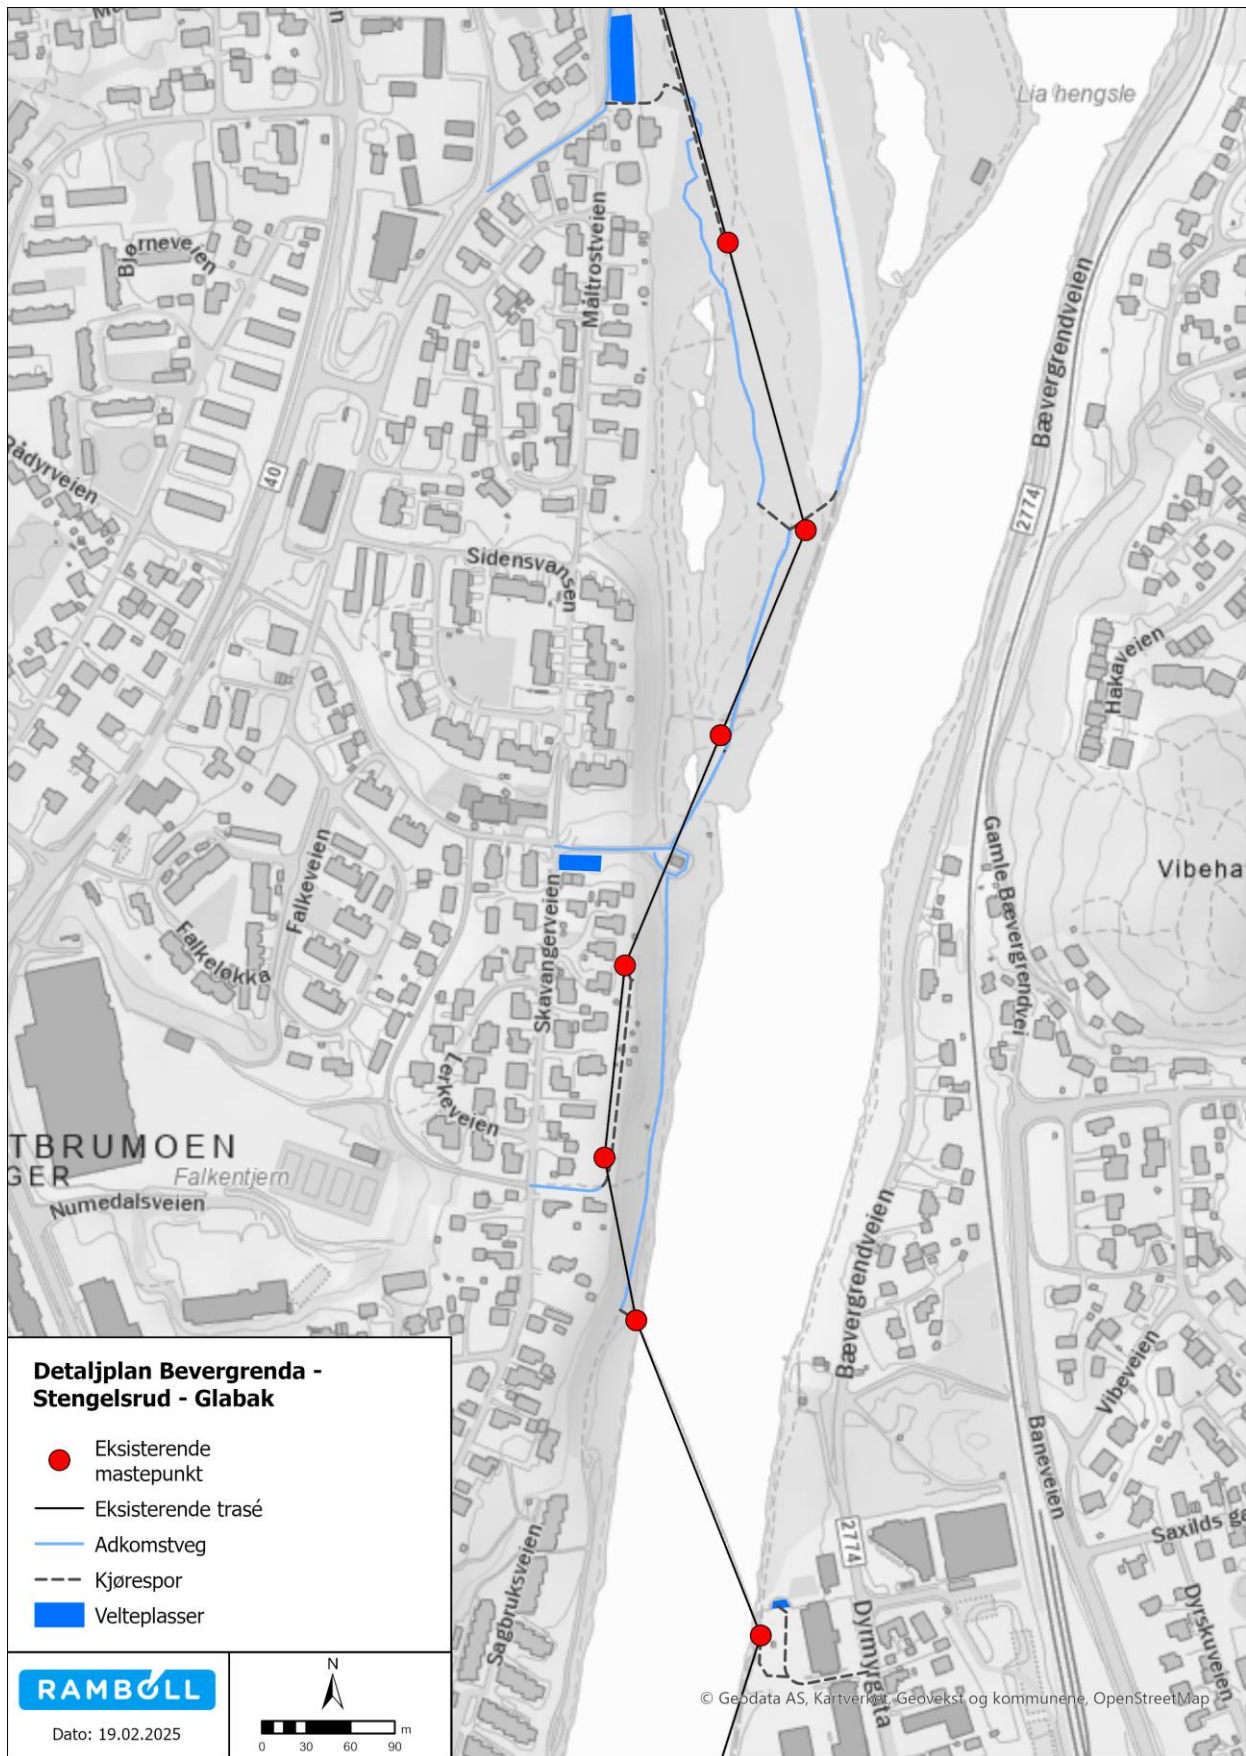 Lia hengsle
Måltrostveien
Bjørneveien
Bævergrendveien
Rådyrveien
40
2774
Sidensvansen
Hakaveien
Falkeveien
Gamle Bævergrendvei
Vibeha
Skavangerveien
Falkeløkka
Lerkeveien
TBRUMOEN
GER
Falkentjern
Numedalsveien
Bævergrendveien
Vibeveien
Baneveien
Saxilds ga
2774
Sagbruksveien
Dyrmyrgata
Dyrskuveien
Detaljplan Bevergrenda -
Stengelsrud - Glabak
Eksisterende
mastepunkt
Eksisterende trasé
Adkomstveg
Kjørespor
Velteplasser
RAMBOLL
Dato: 19.02.2025
N
m
0 30 60 90
© Geodata AS, Kartverket, Geovekst og kommunene, OpenStreetMap